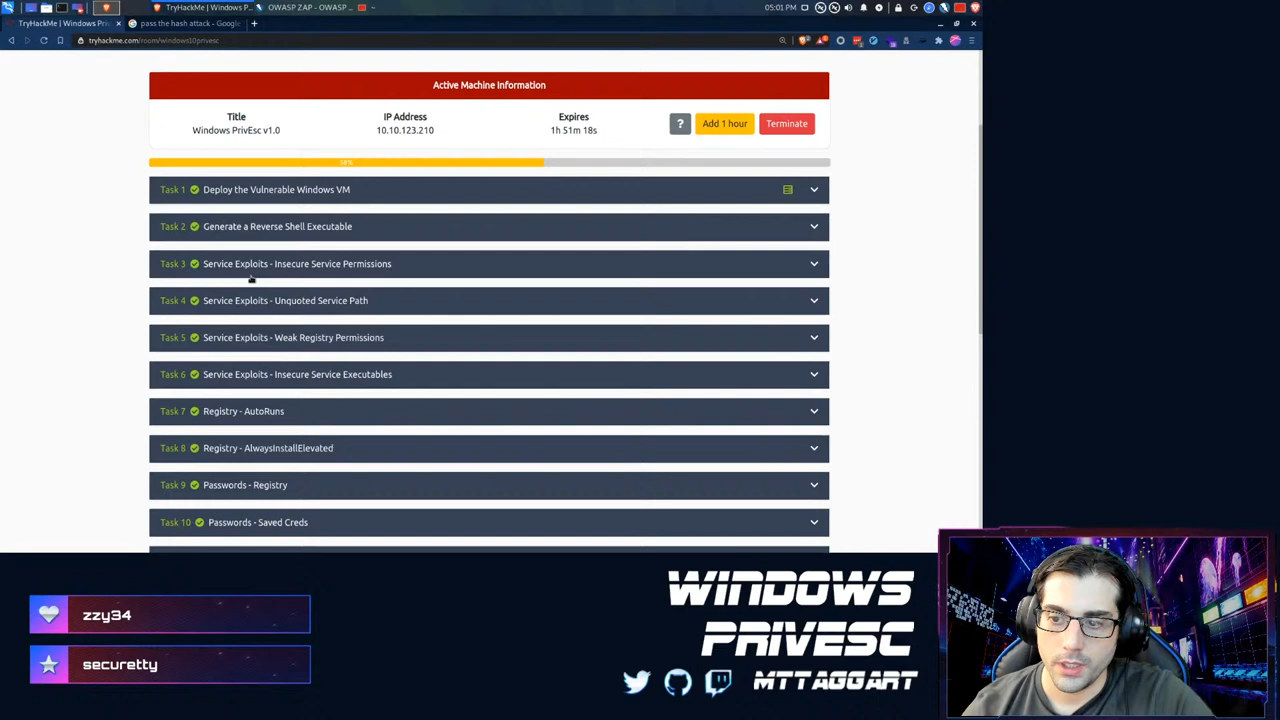 TryHackMe | Windows P...
OWASP ZAP - OWASP ...
05:01 PM
TryHackMe | Windows Priv
pass the hash attack - Google
tryhackme.com/room/windows10privesc
Active Machine Information
Title
IP Address
Expires
Windows PrivEsc v1.0
10.10.123.210
1h 51m 18s
?
Add 1 hour
Terminate
Task 1
Deploy the Vulnerable Windows VM
Task 2
Generate a Reverse Shell Executable
Task 3
Service Exploits - Insecure Service Permissions
Task 4
Service Exploits - Unquoted Service Path
Task 5
Service Exploits - Weak Registry Permissions
Task 6
Service Exploits - Insecure Service Executables
Task 7
Registry - AutoRuns
Task 8
Registry - AlwaysInstallElevated
Task 9
Passwords - Registry
Task 10
Passwords - Saved Creds
zzy34
securetty
WINDOWS
PRIVESC
MTTAGGART